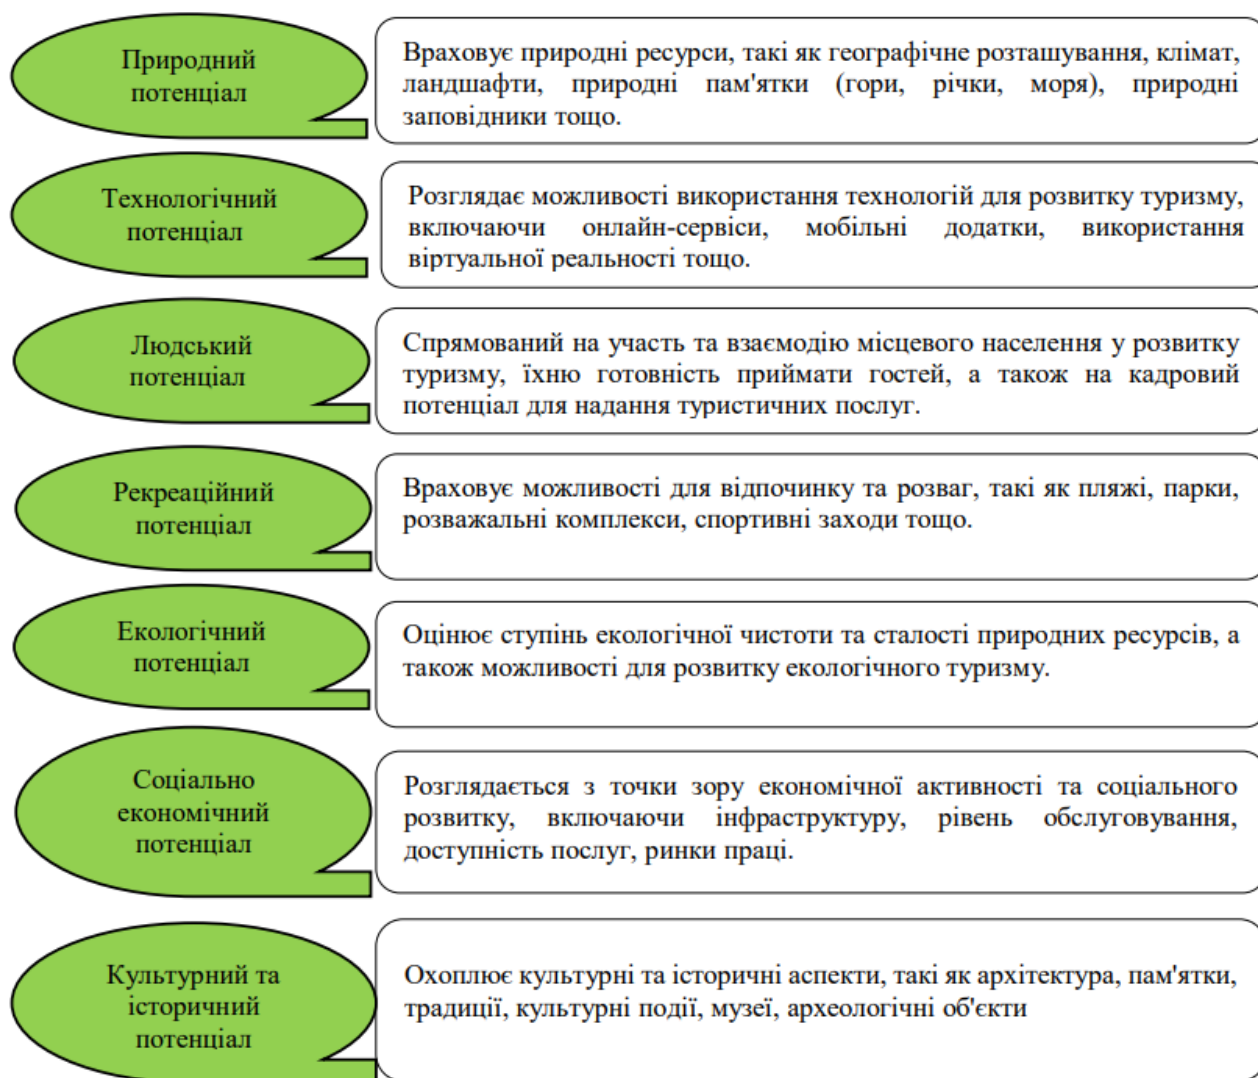 Природний
потенціал
Враховує природні ресурси, такі як географічне розташування, клімат,
ландшафти, природні пам'ятки (гори, річки, моря), природні
заповідники тощо.
Технологічний
потенціал
Розглядає можливості використання технологій для розвитку туризму,
включаючи онлайн-сервіси, мобільні додатки, використання
віртуальної реальності тощо.
Людський
потенціал
Спрямований на участь та взаємодію місцевого населення у розвитку
туризму, їхню готовність приймати гостей, а також на кадровий
потенціал для надання туристичних послуг.
Рекреаційний
потенціал
Враховує можливості для відпочинку та розваг, такі як пляжі, парки,
розважальні комплекси, спортивні заходи тощо.
Екологічний
потенціал
Оцінює ступінь екологічної чистоти та сталості природних ресурсів, а
також можливості для розвитку екологічного туризму.
Соціально
економічний
потенціал
Розглядається з точки зору економічної активності та соціального
розвитку, включаючи інфраструктуру, рівень обслуговування,
доступність послуг, ринки праці.
Культурний та
історичний
потенціал
Охоплює культурні та історичні аспекти, такі як архітектура, пам'ятки,
традиції, культурні події, музеї, археологічні об'єкти